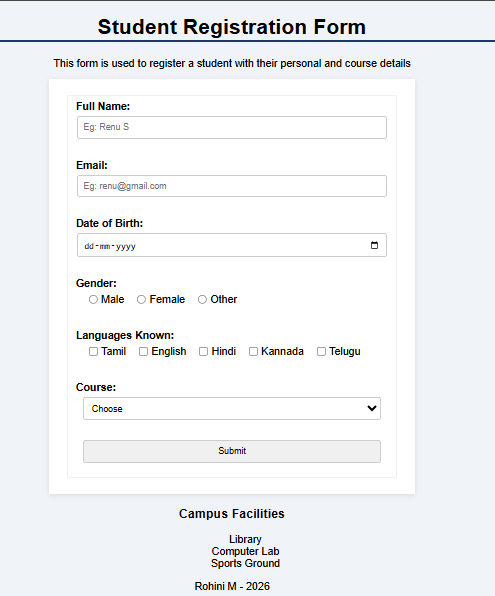 Student Registration Form
This form is used to register a student with their personal and course details
Full Name:
Eg: Renu S
Email:
Eg: renu@gmail.com
Date of Birth:
dd-mm-yyyy
Gender:
Male Female Other
Languages Known:
Tamil English Hindi Kannada Telugu
Course:
Choose
Submit
Campus Facilities
Library
Computer Lab
Sports Ground
Rohini M - 2026